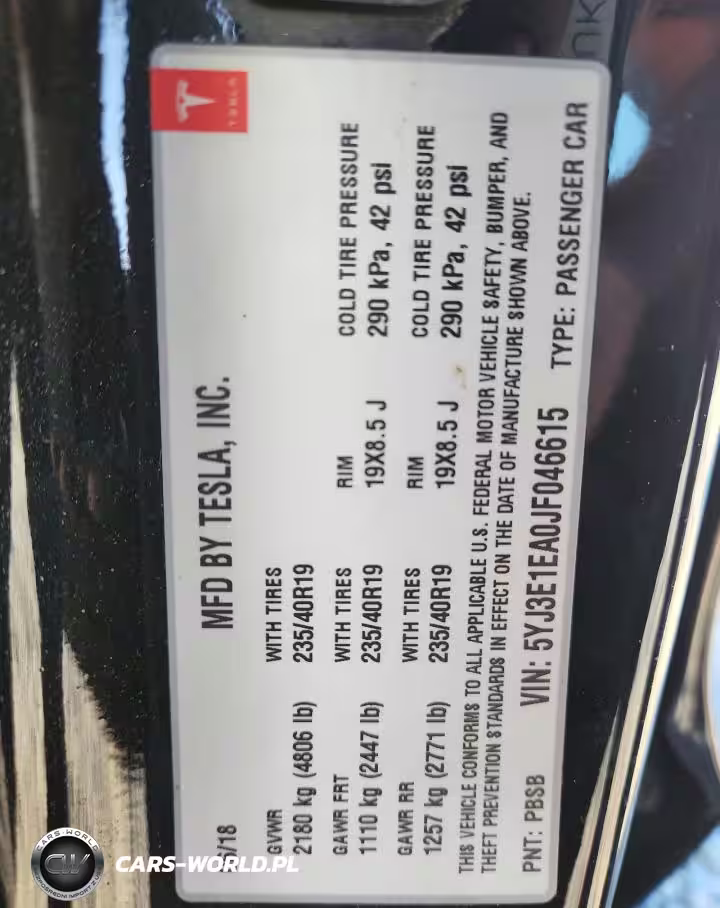 TESLA
MFD BY TESLA, INC.
/18
GVWR WITH TIRES
2180 kg (4806 lb) 235/40R19
GAWR FRT WITH TIRES RIM COLD TIRE PRESSURE
1110 kg (2447 lb) 235/40R19 19X8.5 J 290 kPa, 42 psi
GAWR RR WITH TIRES RIM COLD TIRE PRESSURE
1257 kg (2771 lb) 235/40R19 19X8.5 J 290 kPa, 42 psi
THIS VEHICLE CONFORMS TO ALL APPLICABLE U.S. FEDERAL MOTOR VEHICLE SAFETY, BUMPER, AND
THEFT PREVENTION STANDARDS IN EFFECT ON THE DATE OF MANUFACTURE SHOWN ABOVE.
PNT: PBSB VIN: 5YJ3E1EA0JF046615 TYPE: PASSENGER CAR
CARS-WORLD
CW
CARS-WORLD.PL